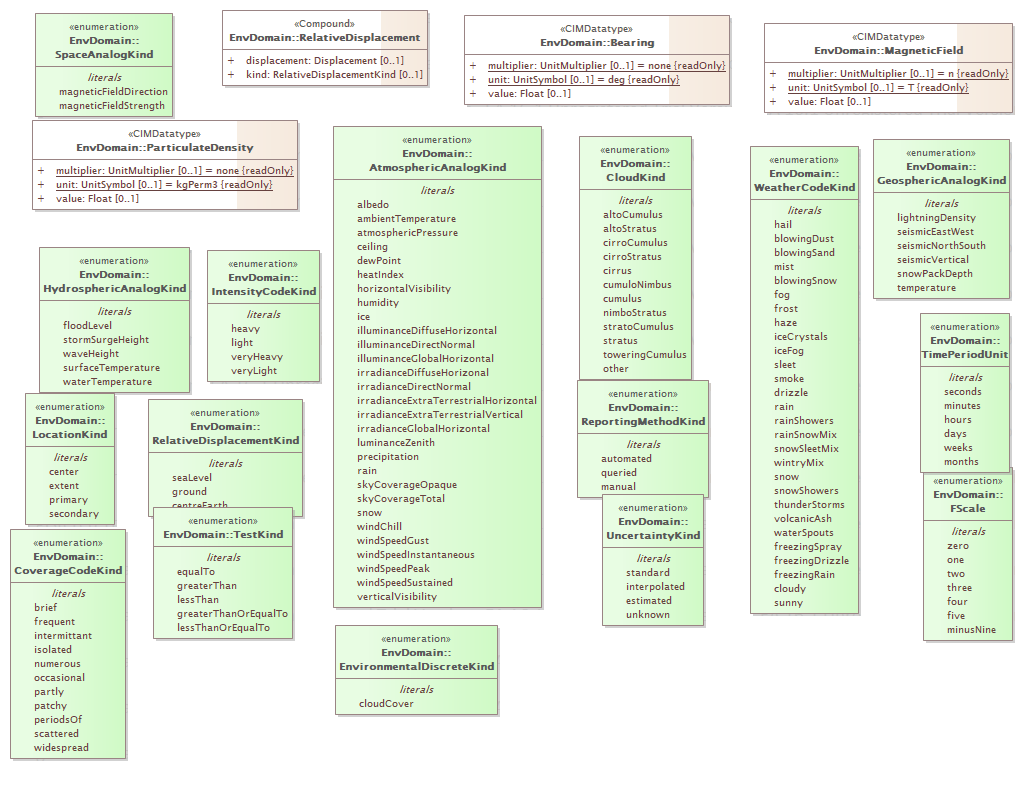 «enumeration»
EnvDomain::
SpaceAnalogKind
literals
magneticFieldDirection
magneticFieldStrength
«Compound»
EnvDomain::RelativeDisplacement
+ displacement: Displacement [0..1]
+ kind: RelativeDisplacementKind [0..1]
«CIMDatatype»
EnvDomain::Bearing
+ multiplier: UnitMultiplier [0..1] = none {readOnly}
+ unit: UnitSymbol [0..1] = deg {readOnly}
+ value: Float [0..1]
«CIMDatatype»
EnvDomain::MagneticField
+ multiplier: UnitMultiplier [0..1] = n {readOnly}
+ unit: UnitSymbol [0..1] = T {readOnly}
+ value: Float [0..1]
«CIMDatatype»
EnvDomain::ParticulateDensity
+ multiplier: UnitMultiplier [0..1] = none {readOnly}
+ unit: UnitSymbol [0..1] = kgPerm3 {readOnly}
+ value: Float [0..1]
«enumeration»
EnvDomain::
AtmosphericAnalogKind
literals
albedo
ambientTemperature
atmosphericPressure
ceiling
dewPoint
heatIndex
horizontalVisibility
humidity
ice
illuminanceDiffuseHorizontal
illuminanceDirectNormal
illuminanceGlobalHorizontal
irradianceDiffuseHorizonal
irradianceDirectNormal
irradianceExtraTerrestrialHorizontal
irradianceExtraTerrestrialVertical
irradianceGlobalHorizontal
luminanceZenith
precipitation
rain
skyCoverageOpaque
skyCoverageTotal
snow
windChill
windSpeedGust
windSpeedInstantaneous
windSpeedPeak
windSpeedSustained
verticalVisibility
«enumeration»
EnvDomain::
CloudKind
literals
altoCumulus
altoStratus
cirroCumulus
cirroStratus
cirrus
cumuloNimbus
cumulus
nimboStratus
stratoCumulus
stratus
toweringCumulus
other
«enumeration»
EnvDomain::
WeatherCodeKind
literals
hail
blowingDust
blowingSand
mist
blowingSnow
fog
frost
haze
iceCrystals
iceFog
sleet
smoke
drizzle
rain
rainShowers
rainSnowMix
snowSleetMix
wintryMix
snow
snowShowers
thunderStorms
volcanicAsh
waterSpouts
freezingSpray
freezingDrizzle
freezingRain
cloudy
sunny
«enumeration»
EnvDomain::
GeosphericAnalogKind
literals
lightningDensity
seismicEastWest
seismicNorthSouth
seismicVertical
snowPackDepth
temperature
«enumeration»
EnvDomain::
HydrosphericAnalogKind
literals
floodLevel
stormSurgeHeight
waveHeight
surfaceTemperature
waterTemperature
«enumeration»
EnvDomain::
IntensityCodeKind
literals
heavy
light
veryHeavy
veryLight
«enumeration»
EnvDomain::
TimePeriodUnit
literals
seconds
minutes
hours
days
weeks
months
«enumeration»
EnvDomain::
LocationKind
literals
center
extent
primary
secondary
«enumeration»
EnvDomain::
RelativeDisplacementKind
literals
seaLevel
ground
centreEarth
«enumeration»
EnvDomain::
ReportingMethodKind
literals
automated
queried
manual
«enumeration»
EnvDomain::
FScale
literals
zero
one
two
three
four
five
minusNine
«enumeration»
EnvDomain::
UncertaintyKind
literals
standard
interpolated
estimated
unknown
«enumeration»
EnvDomain::TestKind
literals
equalTo
greaterThan
lessThan
greaterThanOrEqualTo
lessThanOrEqualTo
«enumeration»
EnvDomain::
CoverageCodeKind
literals
brief
frequent
intermittant
isolated
numerous
occasional
partly
patchy
periodsOf
scattered
widespread
«enumeration»
EnvDomain::
EnvironmentalDiscreteKind
literals
cloudCover